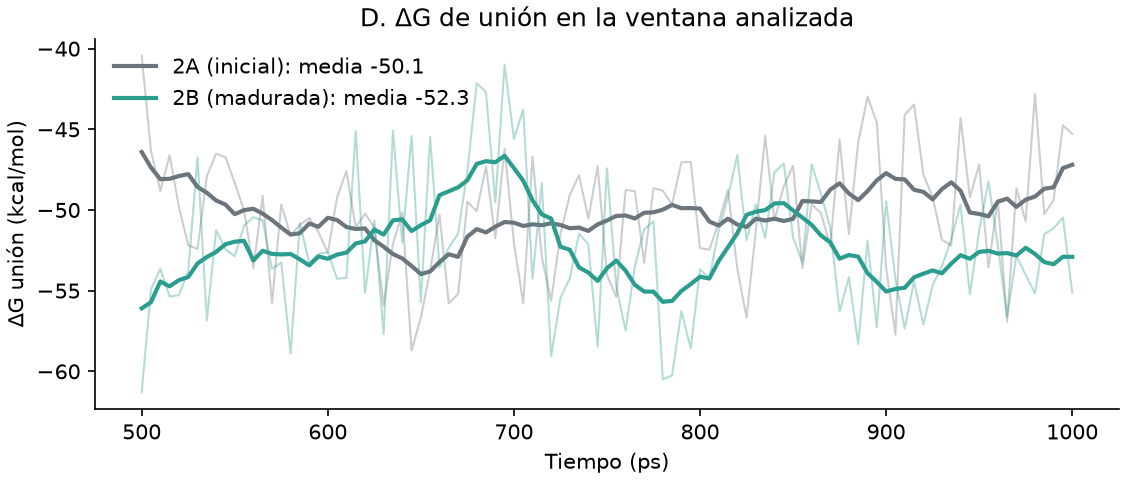 D. ΔG de unión en la ventana analizada
ΔG unión (kcal/mol)
−40
−45
−50
−55
−60
2A (inicial): media -50.1
2B (madurada): media -52.3
500
600
700
800
900
1000
Tiempo (ps)